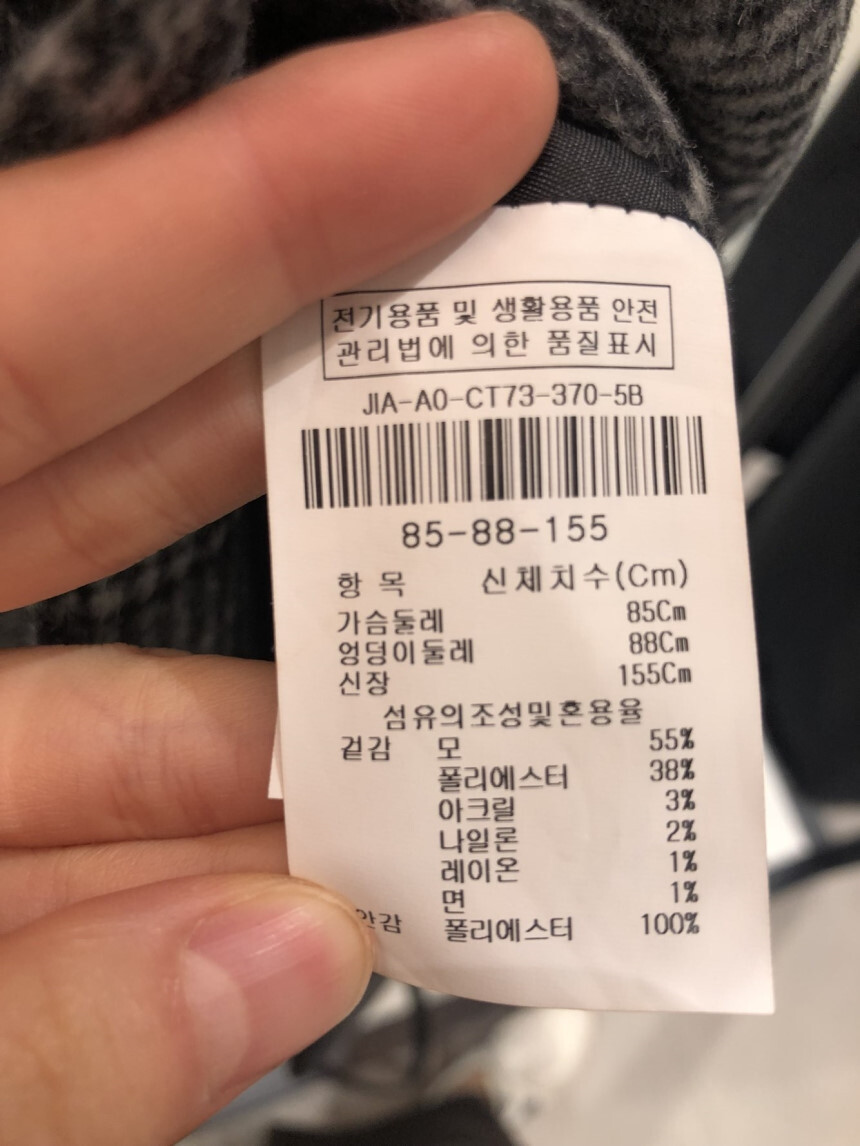 전기용품 및 생활용품 안전
관리법에 의한 품질표시
JIA-A0-CT73-370-5B
85-88-155
항 목 신체치수(Cm)
가슴둘레 85Cm
엉덩이둘레 88Cm
신장 155Cm
섬유의조성및혼용율
겉감 모 55%
폴리에스터 38%
아크릴 3%
나일론 2%
레이온 1%
면 1%
안감 폴리에스터 100%